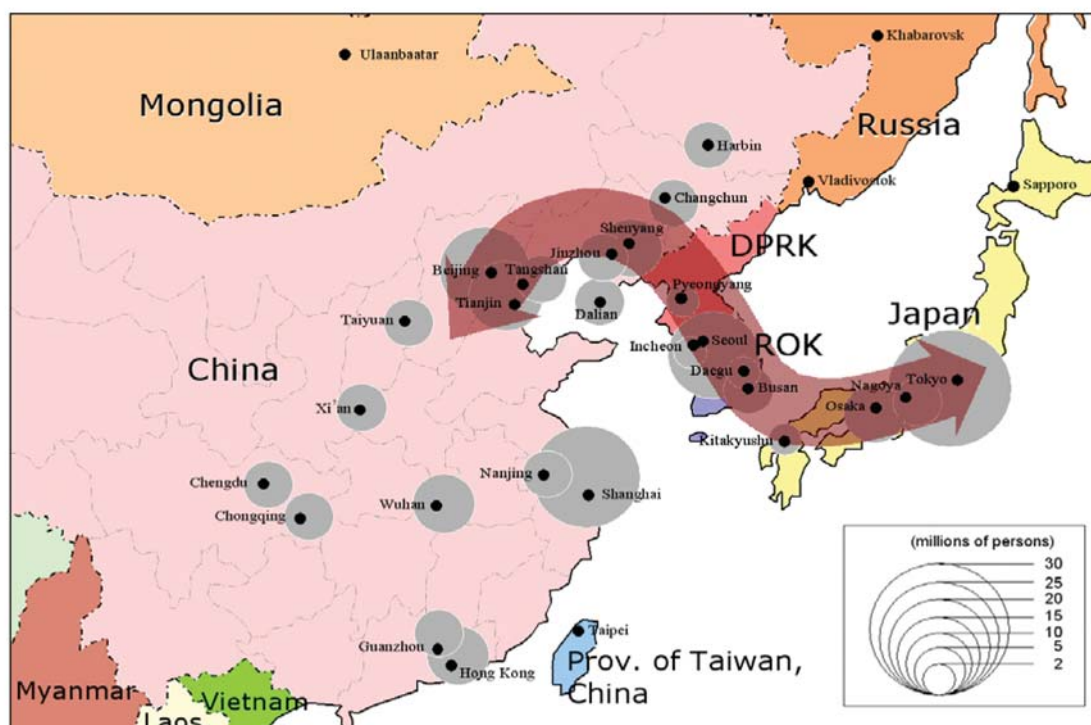 Khabarovsk
Ulaanbaatar
Mongolia
Russia
Harbin
Vladivostok
Sapporo
Changchun
Shenyang
DPRK
Jinzhou
Beijing
Tangshan
Pyeongyang
Tianjin
Dalian
Japan
Taiyuan
Incheon
Seoul
ROK
China
Daegu
Busan
Nagoya
Tokyo
Xi'an
Osaka
Kitakyushu
Nanjing
Chengdu
Shanghai
Wuhan
Chongqing
(millions of persons)
30
25
20
15
10
5
2
Guanzhou
Taipei
Hong Kong
Prov. of Taiwan,
China
Myanmar
Vietnam
Laos